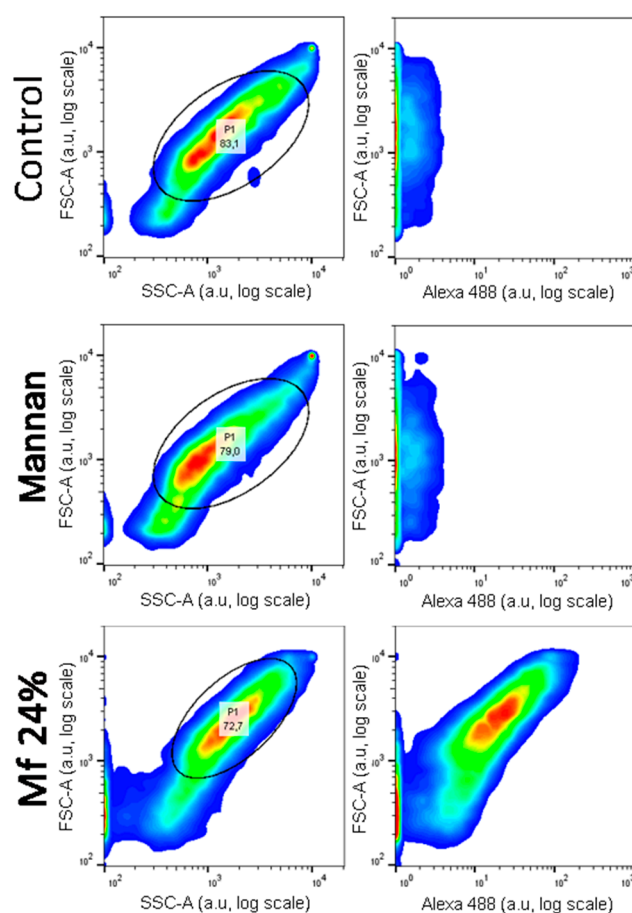 Control
FSC-A (a.u, log scale)
10⁴
10³
10²
P1
83,1
10² 10³ 10⁴
SSC-A (a.u, log scale)
FSC-A (a.u, log scale)
10⁴
10³
10²
10⁰ 10¹ 10² 10³
Alexa 488 (a.u, log scale)
Mannan
FSC-A (a.u, log scale)
10⁴
10³
10²
P1
79,0
10² 10³ 10⁴
SSC-A (a.u, log scale)
FSC-A (a.u, log scale)
10⁴
10³
10²
10⁰ 10¹ 10² 10³
Alexa 488 (a.u, log scale)
Mf 24%
FSC-A (a.u, log scale)
10⁴
10³
10²
P1
72,7
10² 10³ 10⁴
SSC-A (a.u, log scale)
FSC-A (a.u, log scale)
10⁴
10³
10²
10⁰ 10¹ 10² 10³
Alexa 488 (a.u, log scale)